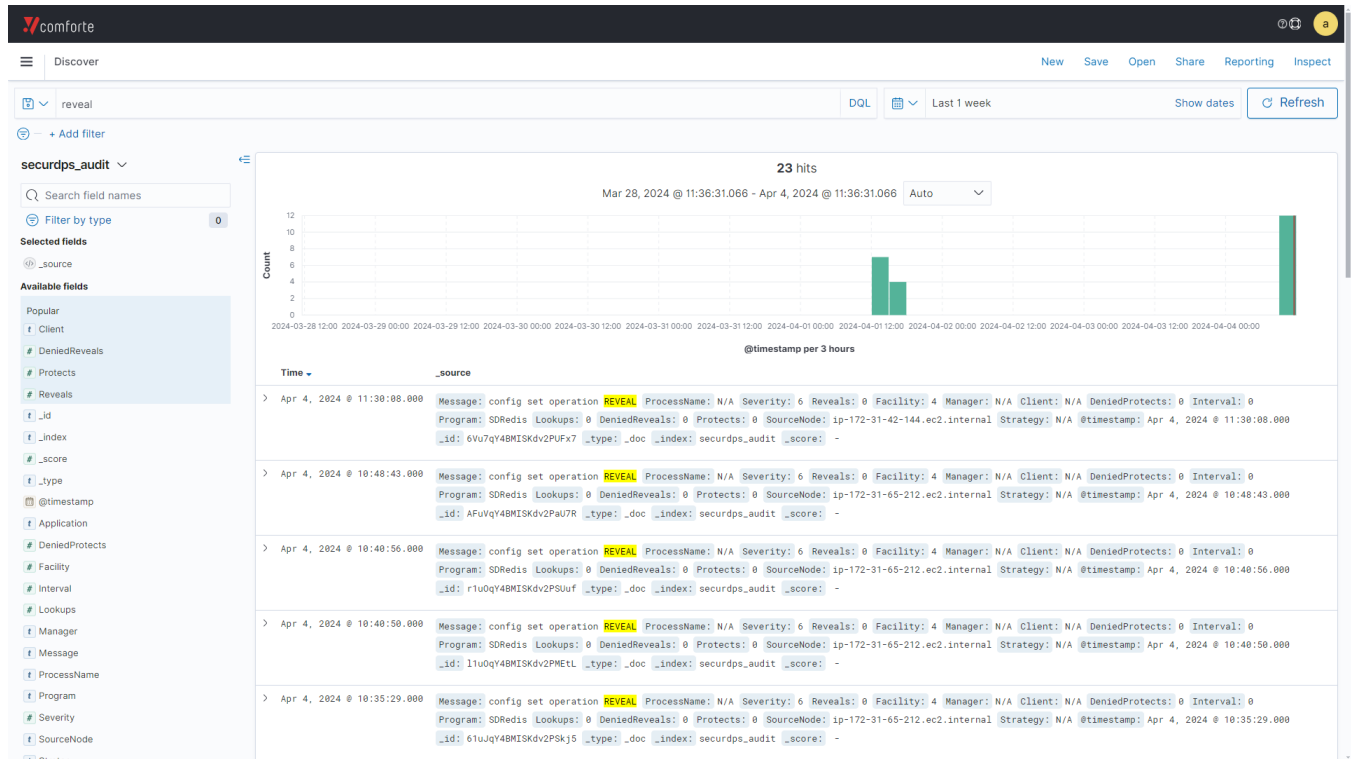 comforte
a
Discover
New Save Open Share Reporting Inspect
reveal
DQL
Last 1 week
Show dates
Refresh
+ Add filter
securdps_audit
Search field names
Filter by type
0
Selected fields
_source
Available fields
Popular
t Client
# DeniedReveals
# Protects
# Reveals
t _id
t _index
# _score
t _type
@timestamp
t Application
# DeniedProtects
# Facility
# Interval
# Lookups
t Manager
t Message
t ProcessName
t Program
# Severity
t SourceNode
23 hits
Mar 28, 2024 @ 11:36:31.066 - Apr 4, 2024 @ 11:36:31.066 Auto
12
10
8
6
4
2
0
Count
2024-03-28 12:00 2024-03-29 00:00 2024-03-29 12:00 2024-03-30 00:00 2024-03-30 12:00 2024-03-31 00:00 2024-03-31 12:00 2024-04-01 00:00 2024-04-01 12:00 2024-04-02 00:00 2024-04-02 12:00 2024-04-03 00:00 2024-04-03 12:00 2024-04-04 00:00
@timestamp per 3 hours
Time _source
Apr 4, 2024 @ 11:30:08.000 Message: config set operation REVEAL ProcessName: N/A Severity: 6 Reveals: 0 Facility: 4 Manager: N/A Client: N/A DeniedProtects: 0 Interval: 0
Program: SDRedis Lookups: 0 DeniedReveals: 0 Protects: 0 SourceNode: ip-172-31-42-144.ec2.internal Strategy: N/A @timestamp: Apr 4, 2024 @ 11:30:08.000
_id: 6Vu7qY4BMISKdv2PUFx7 _type: _doc _index: securdps_audit _score: -
Apr 4, 2024 @ 10:48:43.000 Message: config set operation REVEAL ProcessName: N/A Severity: 6 Reveals: 0 Facility: 4 Manager: N/A Client: N/A DeniedProtects: 0 Interval: 0
Program: SDRedis Lookups: 0 DeniedReveals: 0 Protects: 0 SourceNode: ip-172-31-65-212.ec2.internal Strategy: N/A @timestamp: Apr 4, 2024 @ 10:48:43.000
_id: AFuVqY4BMISKdv2PaU7R _type: _doc _index: securdps_audit _score: -
Apr 4, 2024 @ 10:40:56.000 Message: config set operation REVEAL ProcessName: N/A Severity: 6 Reveals: 0 Facility: 4 Manager: N/A Client: N/A DeniedProtects: 0 Interval: 0
Program: SDRedis Lookups: 0 DeniedReveals: 0 Protects: 0 SourceNode: ip-172-31-65-212.ec2.internal Strategy: N/A @timestamp: Apr 4, 2024 @ 10:40:56.000
_id: r1uOqY4BMISKdv2PSUuf _type: _doc _index: securdps_audit _score: -
Apr 4, 2024 @ 10:40:50.000 Message: config set operation REVEAL ProcessName: N/A Severity: 6 Reveals: 0 Facility: 4 Manager: N/A Client: N/A DeniedProtects: 0 Interval: 0
Program: SDRedis Lookups: 0 DeniedReveals: 0 Protects: 0 SourceNode: ip-172-31-65-212.ec2.internal Strategy: N/A @timestamp: Apr 4, 2024 @ 10:40:50.000
_id: l1uOqY4BMISKdv2PMEtL _type: _doc _index: securdps_audit _score: -
Apr 4, 2024 @ 10:35:29.000 Message: config set operation REVEAL ProcessName: N/A Severity: 6 Reveals: 0 Facility: 4 Manager: N/A Client: N/A DeniedProtects: 0 Interval: 0
Program: SDRedis Lookups: 0 DeniedReveals: 0 Protects: 0 SourceNode: ip-172-31-65-212.ec2.internal Strategy: N/A @timestamp: Apr 4, 2024 @ 10:35:29.000
_id: 61uJqY4BMISKdv2PSkj5 _type: _doc _index: securdps_audit _score: -